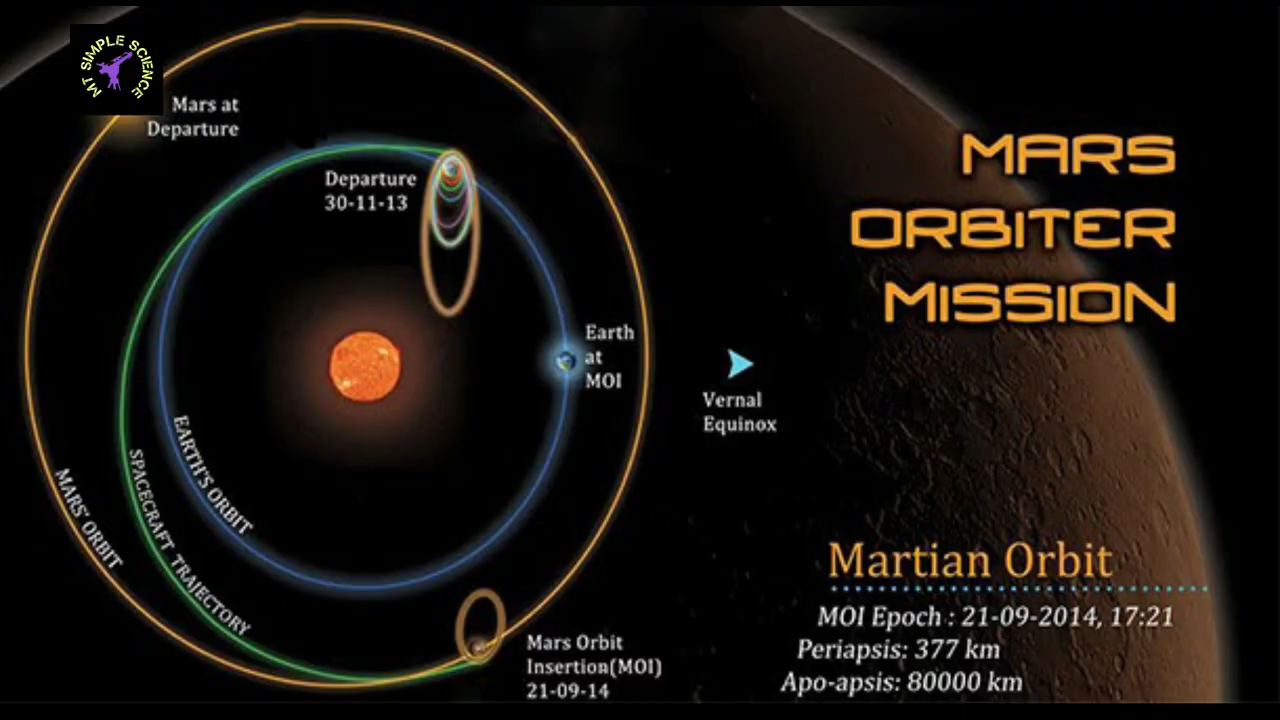 MT SIMPLE SCIENCE
Mars at
Departure
Departure
30-11-13
Earth
at
MOI
Vernal
Equinox
EARTH'S ORBIT
SPACECRAFT TRAJECTORY
MARS' ORBIT
Mars Orbit
Insertion(MOI)
21-09-14
MARS
ORBITER
MISSION
Martian Orbit
MOI Epoch : 21-09-2014, 17:21
Periapsis: 377 km
Apo-apsis: 80000 km